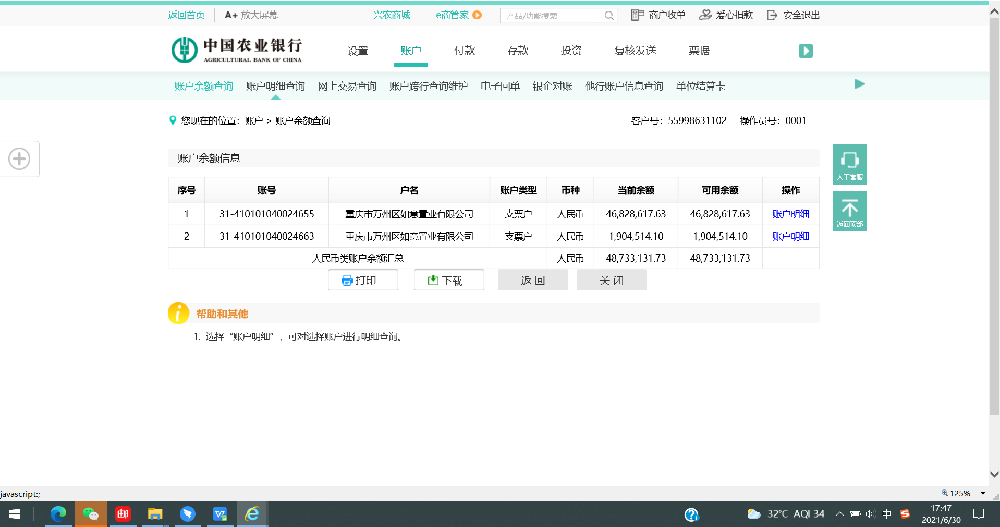 返回首页 A+ 放大屏幕 兴农商城 e商管家 产品/功能搜索 商户收单 爱心捐款 安全退出
中国农业银行
AGRICULTURAL BANK OF CHINA
设置 账户 付款 存款 投资 复核发送 票据
账户余额查询 账户明细查询 网上交易查询 账户跨行查询维护 电子回单 银企对账 他行账户信息查询 单位结算卡
您现在的位置：账户 > 账户余额查询 客户号：55998631102 操作员号：0001
账户余额信息
人工客服
序号 账号 户名 账户类型 币种 当前余额 可用余额 操作
1 31-410101040024655 重庆市万州区如意置业有限公司 支票户 人民币 46,828,617.63 46,828,617.63 账户明细
返回顶部
2 31-410101040024663 重庆市万州区如意置业有限公司 支票户 人民币 1,904,514.10 1,904,514.10 账户明细
人民币类账户余额汇总 人民币 48,733,131.73 48,733,131.73
打印 下载 返 回 关 闭
帮助和其他
1. 选择“账户明细”，可对选择账户进行明细查询。
javascript:; 125%
邮 32°C AQI 34 中 17:47
2021/6/30